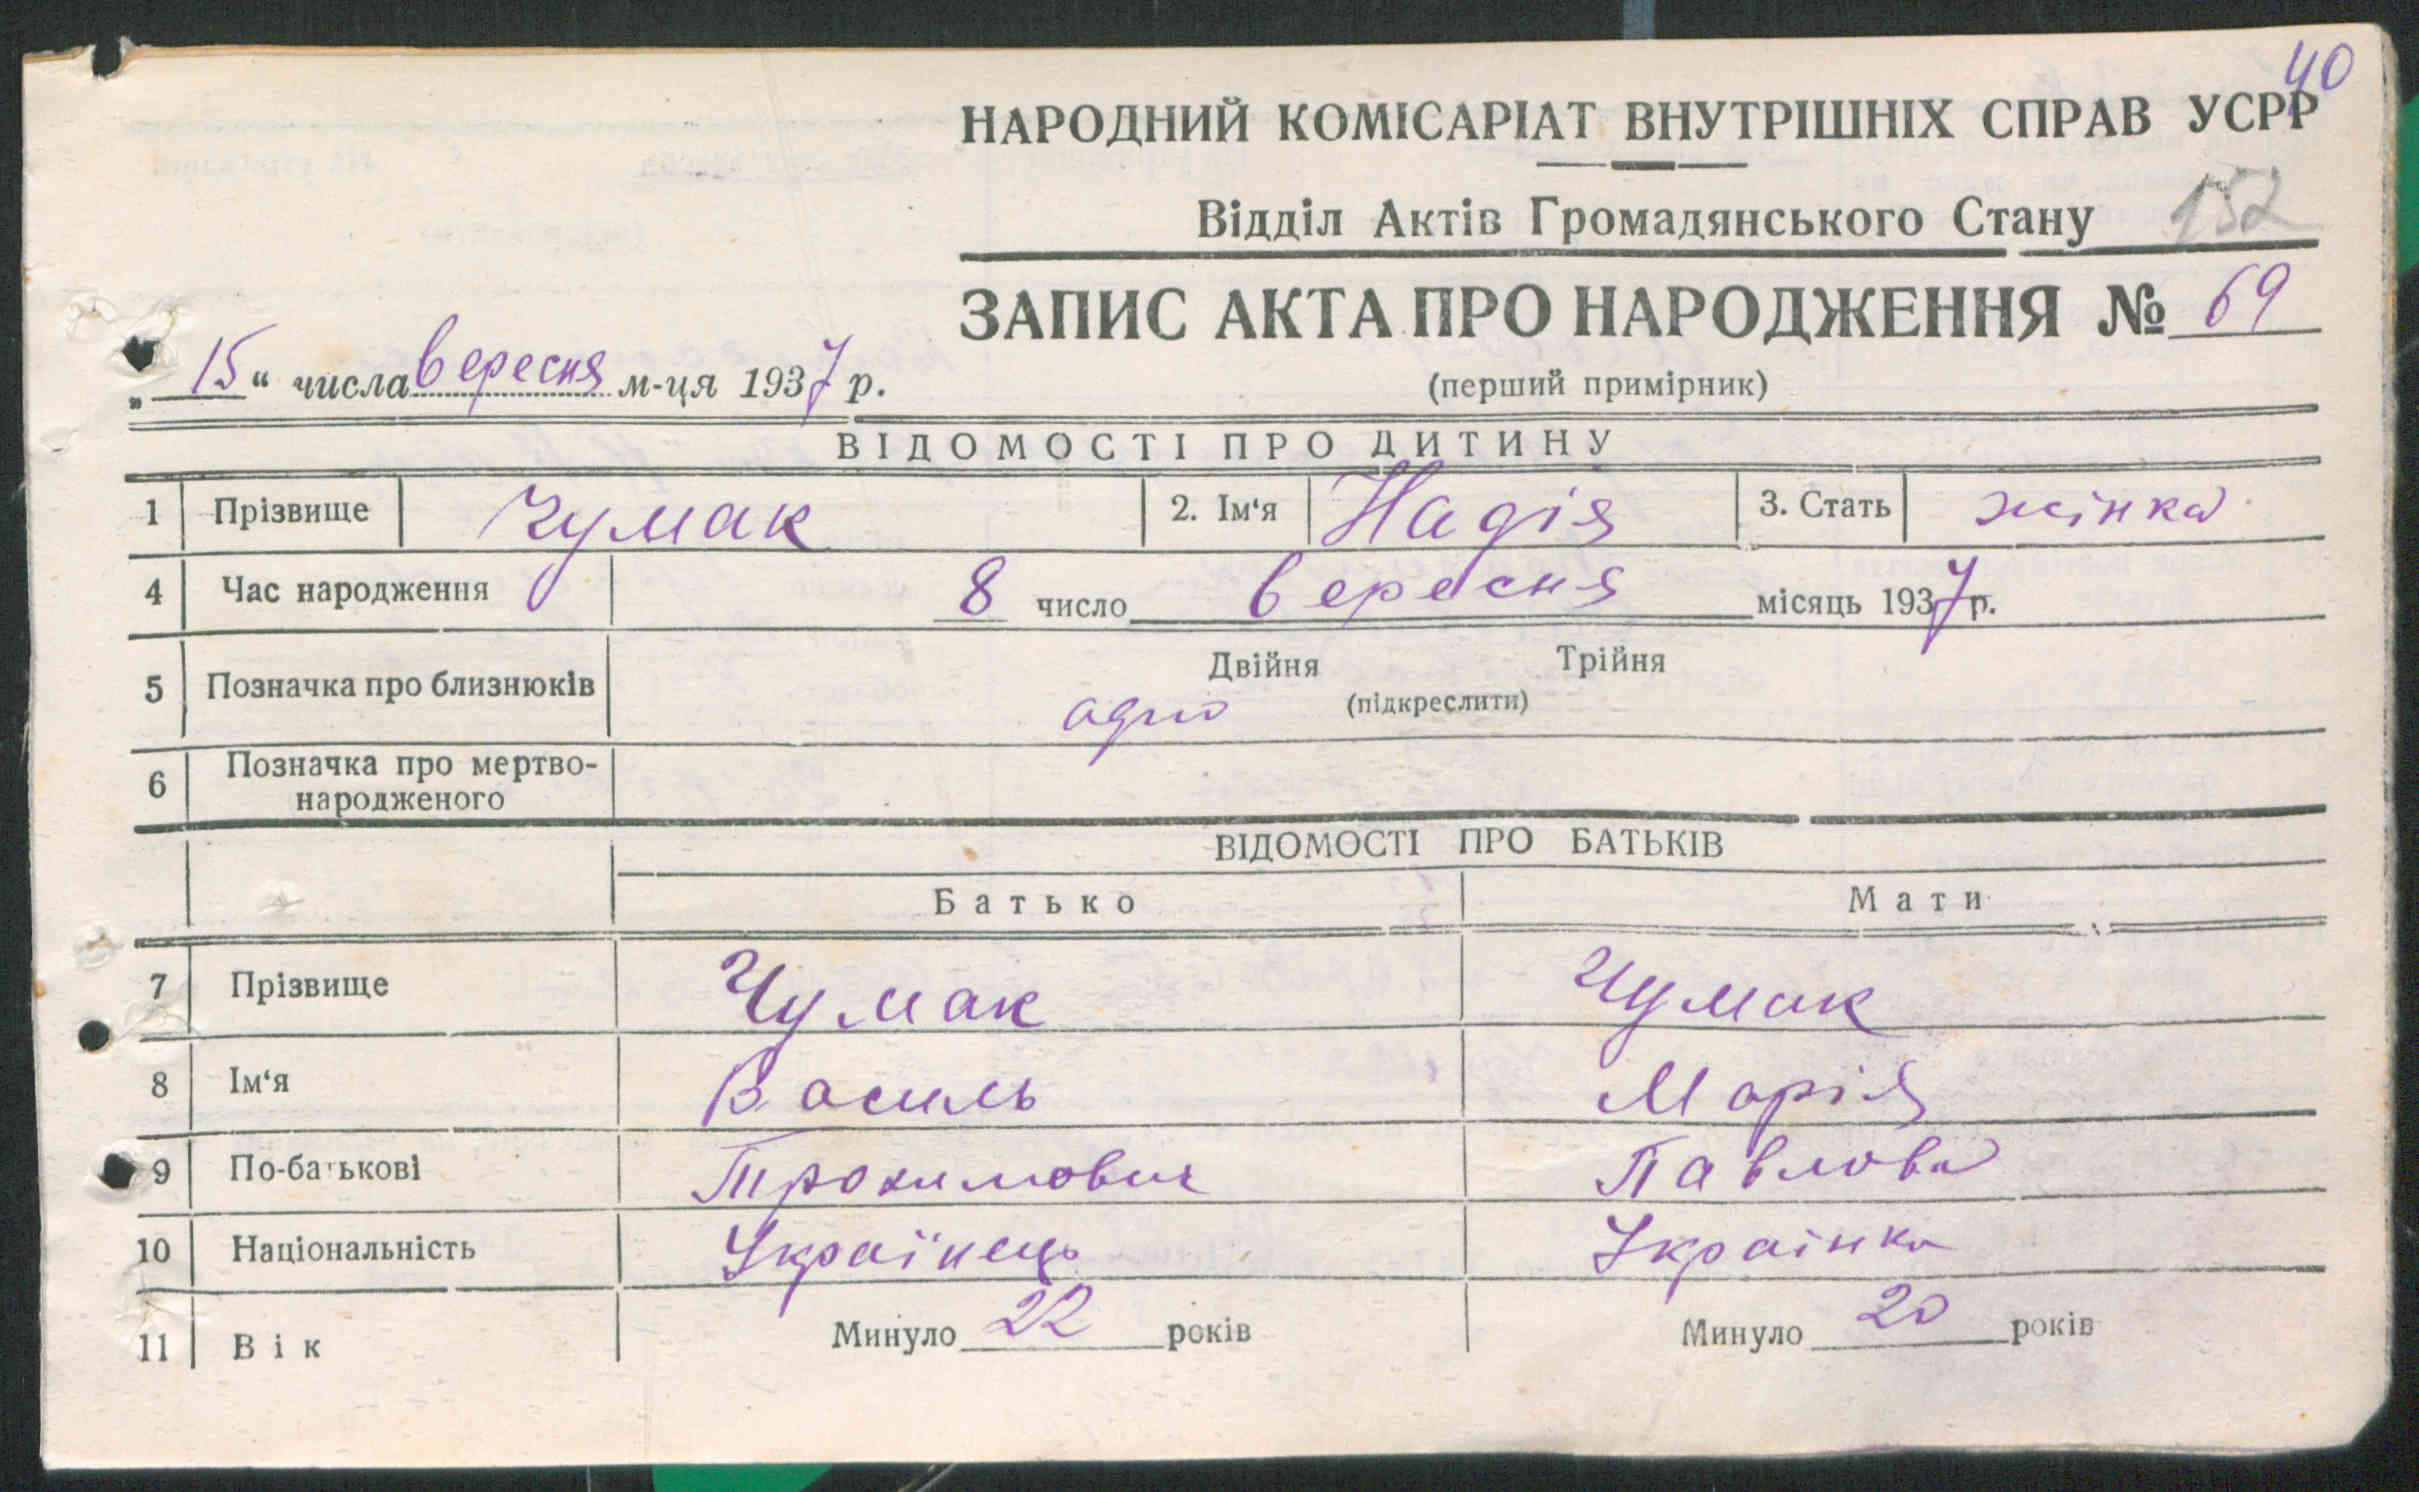 40
НАРОДНИЙ КОМІСАРІАТ ВНУТРІШНІХ СПРАВ УСРР
Відділ Актів Громадянського Стану 152
ЗАПИС АКТА ПРО НАРОДЖЕННЯ № 69
„ 15 “ числа вересня м-ця 1937 р.
(перший примірник)
ВІДОМОСТІ ПРО ДИТИНУ
1 Прізвище Чумак 2. Ім‘я Надія 3. Стать жінка
4 Час народження 8 число вересня місяць 1937 р.
5 Позначка про близнюків Двійня Трійня
одно (підкреслити)
6 Позначка про мертво-
народженого
ВІДОМОСТІ ПРО БАТЬКІВ
Батько Мати
7 Прізвище Чумак Чумак
8 Ім‘я Василь Марія
9 По-батькові Трохимович Павлова
10 Національність Українець Украінка
11 Вік Минуло 22 років Минуло 20 років